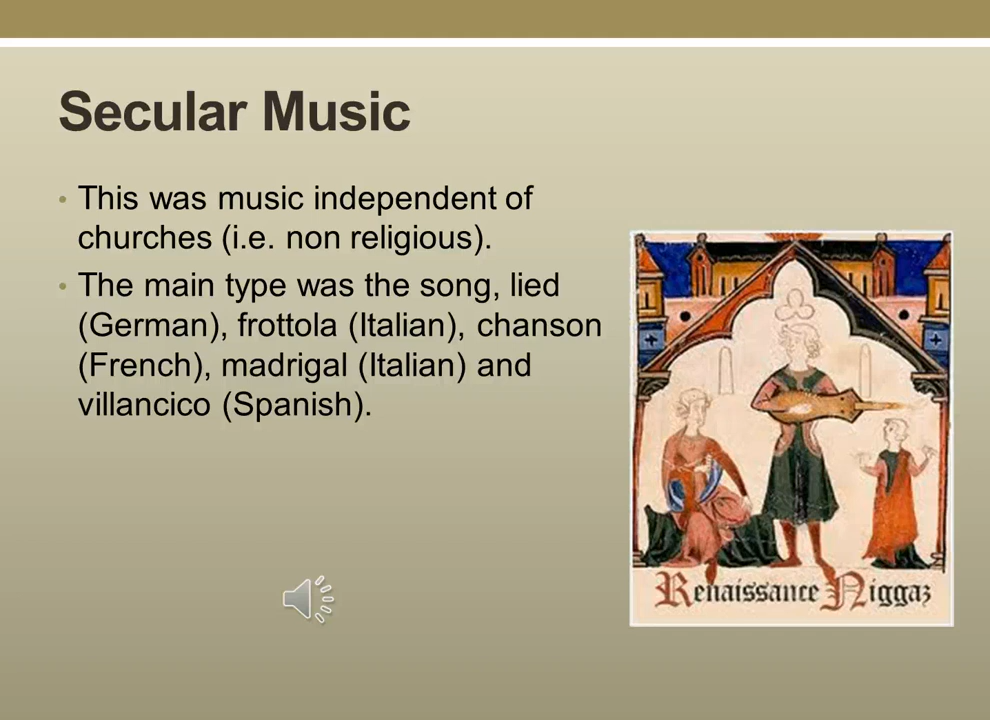 Secular Music
• This was music independent of
churches (i.e. non religious).
• The main type was the song, lied
(German), frottola (Italian), chanson
(French), madrigal (Italian) and
villancico (Spanish).
Renaissance Niggaz